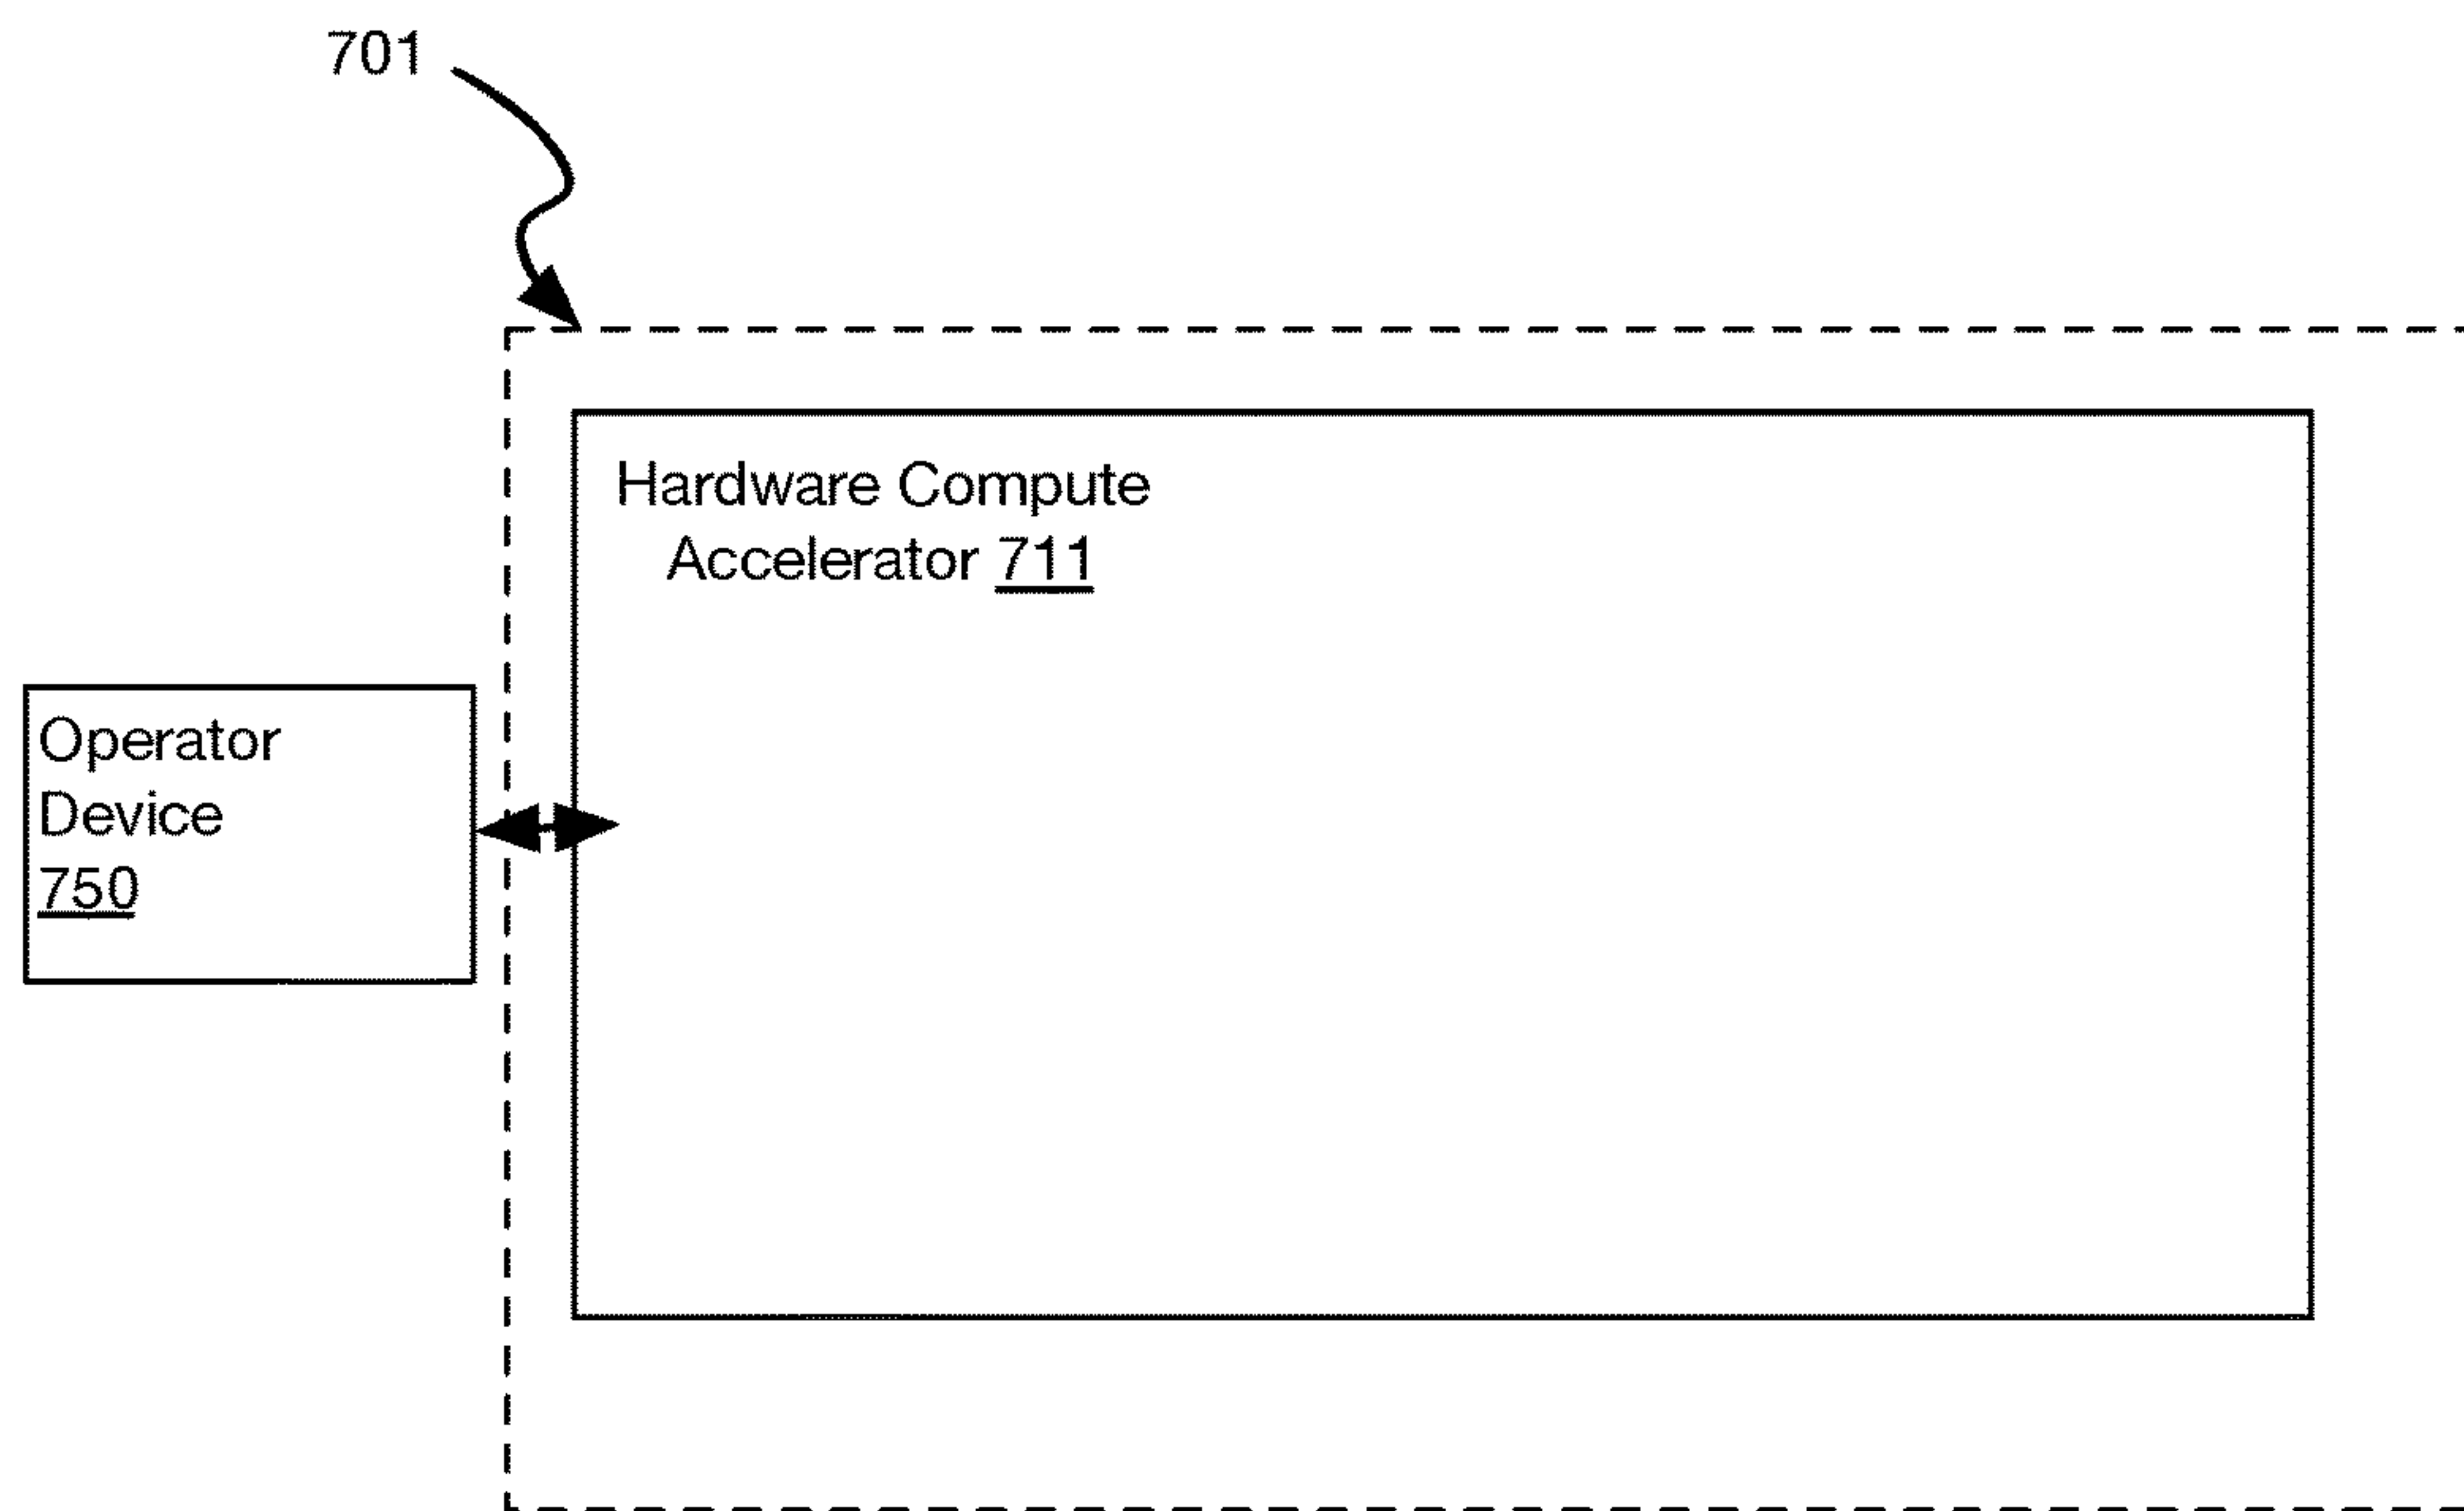 701
Hardware Compute
Accelerator 711
Operator
Device
750